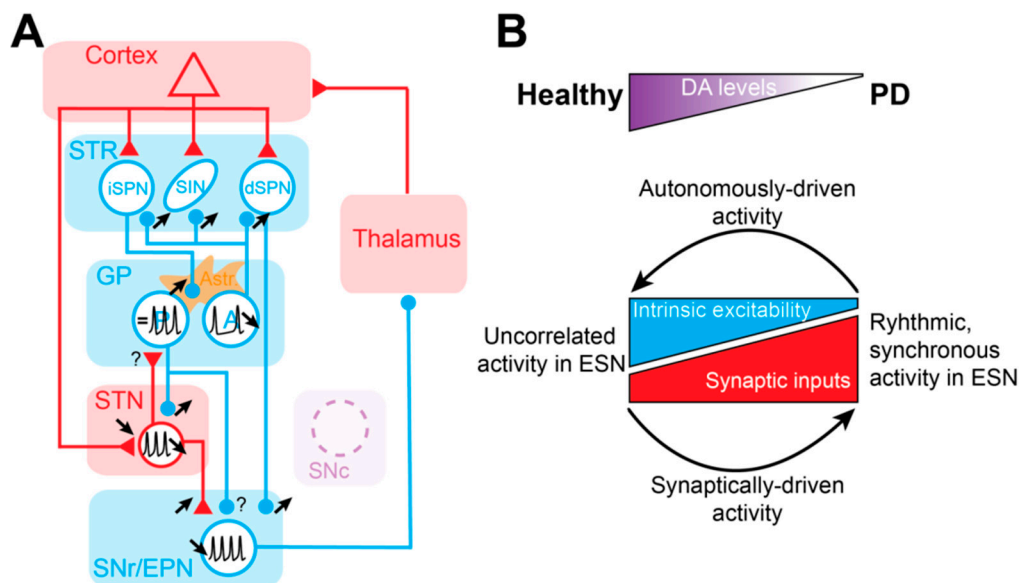 A
Cortex
STR
iSPN
SIN
dSPN
Thalamus
GP
Astr.
=
P
A
?
STN
SNc
?
SNr/EPN
B
Healthy
DA levels
PD
Autonomously-driven
activity
Intrinsic excitability
Uncorrelated
activity in ESN
Ryhthmic,
synchronous
activity in ESN
Synaptic inputs
Synaptically-driven
activity